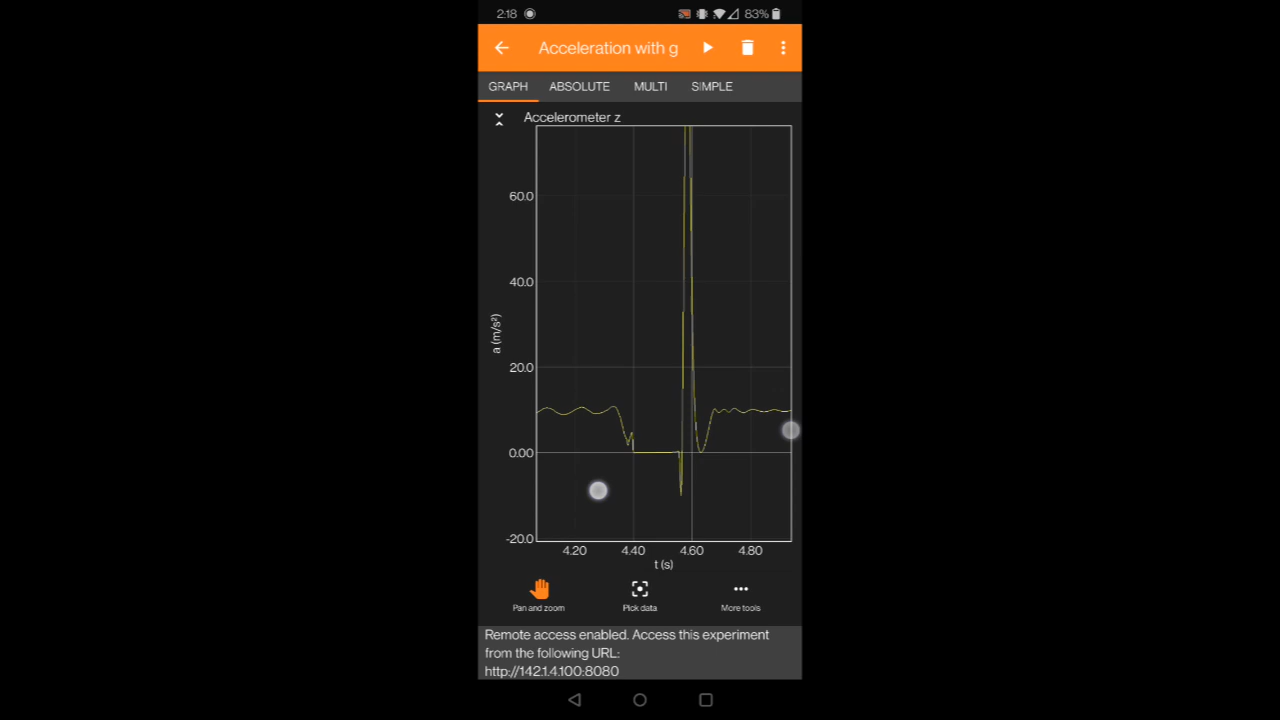 2:18 83%
Acceleration with g
GRAPH ABSOLUTE MULTI SIMPLE
Accelerometer z
60.0
40.0
20.0
0.00
-20.0
a (m/s²)
4.20 4.40 4.60 4.80
t (s)
Pan and zoom Pick data More tools
Remote access enabled. Access this experiment
from the following URL:
http://142.1.4.100:8080